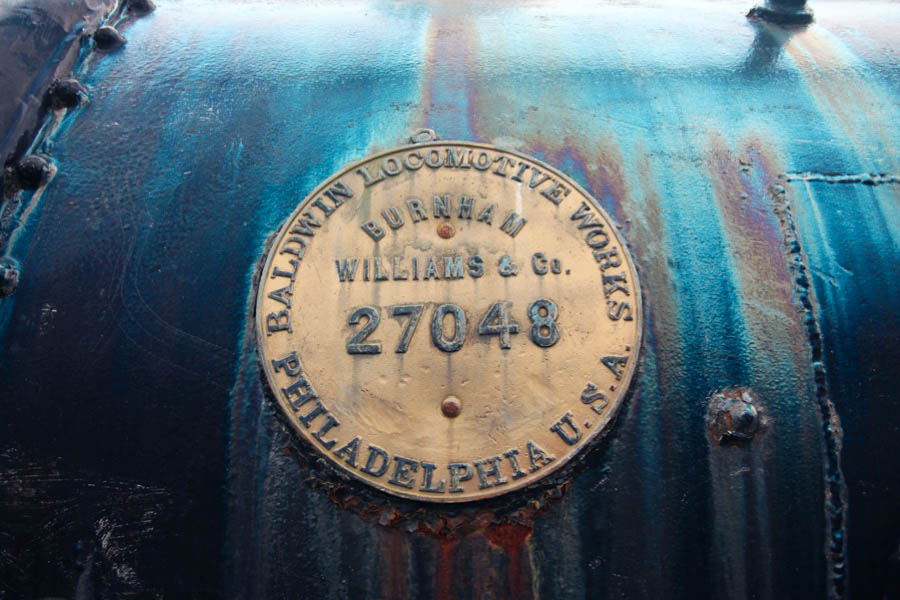 BALDWIN LOCOMOTIVE WORKS
BURNHAM
WILLIAMS & Co.
27048
PHILADELPHIA U.S.A.